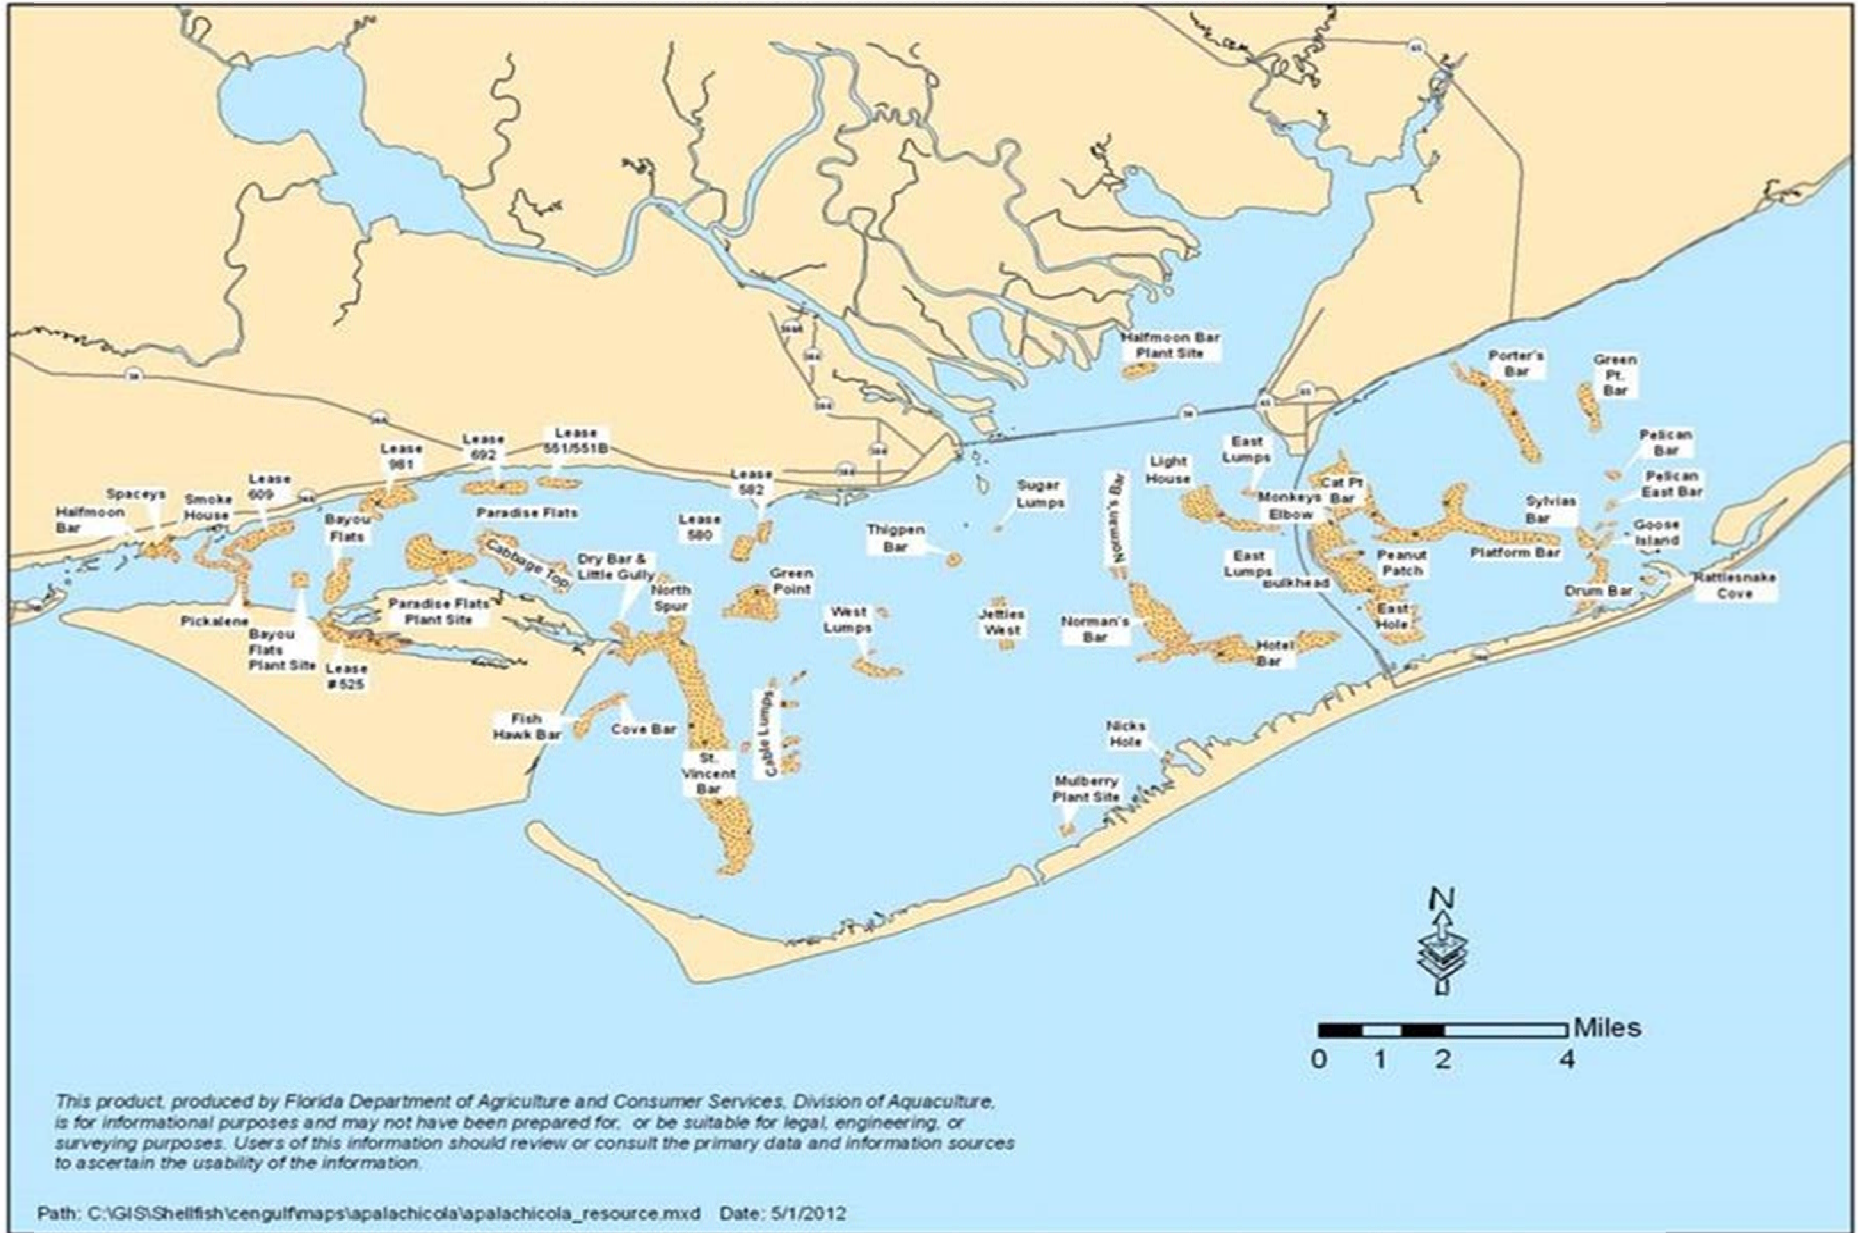 65
Halfmoon Bar
Plant Site
65
65
98
Porter's
Bar
Green
Pt.
Bar
98
384
Lease
981
Lease
692
Lease
551/551B
Lease
582
East
Lumps
Light
House
Norman's Bar
Pelican
Bar
Pelican
East Bar
Spaceys
Halfmoon
Bar
Smoke
House
Lease
609
Bayou
Flats
Paradise Flats
Cabbage Top
Dry Bar &
Little Gully
Lease
580
Thigpen
Bar
Sugar
Lumps
Monkeys
Elbow
Cat Pt
Bar
Sylvias
Bar
Goose
Island
East
Lumps
Bulkhead
Peanut
Patch
Platform Bar
Rattlesnake
Cove
Drum Bar
Pickalene
Bayou
Flats
Plant Site
Lease
#525
Paradise Flats
Plant Site
North
Spur
Green
Point
West
Lumps
Jetties
West
Norman's
Bar
Hotel
Bar
East
Hole
Fish
Hawk Bar
Cove Bar
St.
Vincent
Bar
Cable Lumps
Nicks
Hole
Mulberry
Plant Site
N
Miles
0 1 2 4
This product, produced by Florida Department of Agriculture and Consumer Services, Division of Aquaculture,
is for informational purposes and may not have been prepared for, or be suitable for legal, engineering, or
surveying purposes. Users of this information should review or consult the primary data and information sources
to ascertain the usability of the information.
Path: C:\GIS\Shellfish\cengulf\maps\apalachicola\apalachicola_resource.mxd Date: 5/1/2012